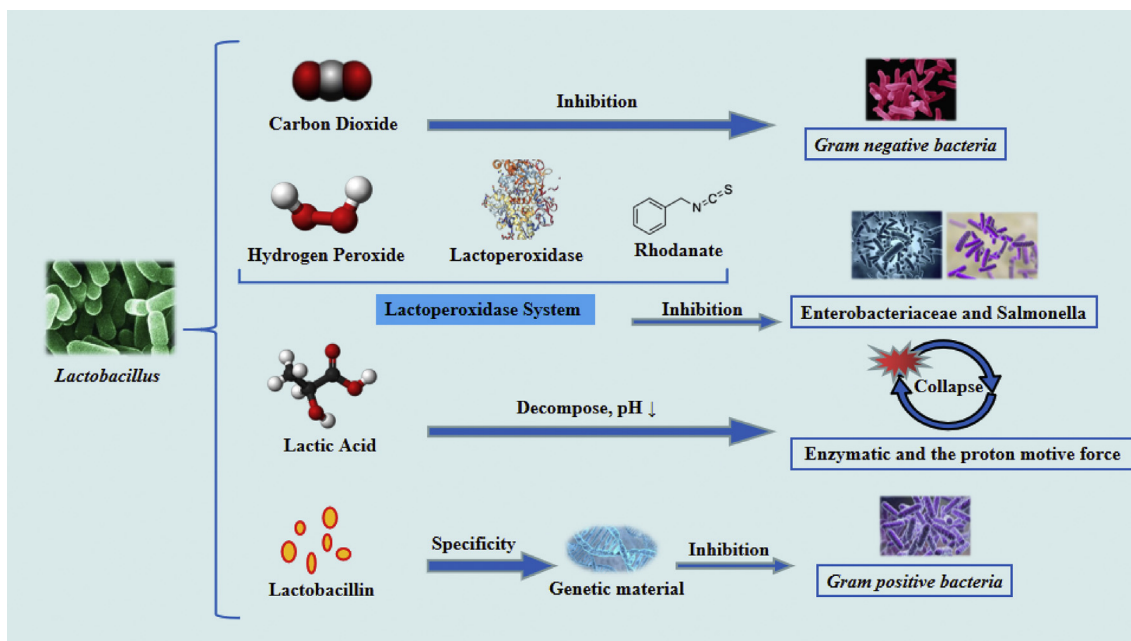 Carbon Dioxide
Inhibition
Gram negative bacteria
Hydrogen Peroxide
Lactoperoxidase
N=C=S
Rhodanate
Lactoperoxidase System
Inhibition
Enterobacteriaceae and Salmonella
Lactobacillus
Lactic Acid
Decompose, pH ↓
Collapse
Enzymatic and the proton motive force
Lactobacillin
Specificity
Genetic material
Inhibition
Gram positive bacteria